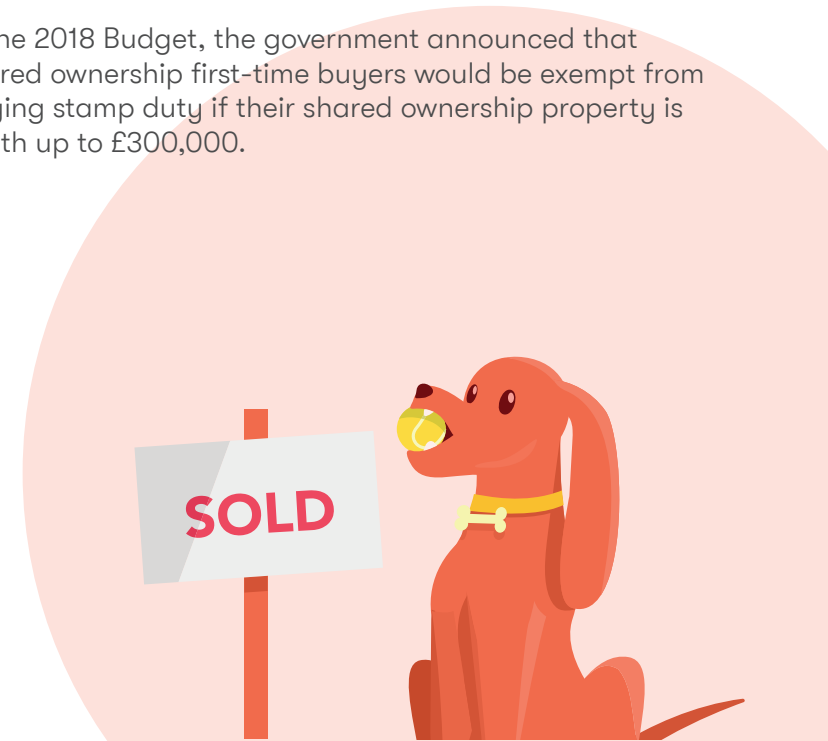 he 2018 Budget, the government announced that
red ownership first-time buyers would be exempt from
ying stamp duty if their shared ownership property is
th up to £300,000.
SOLD